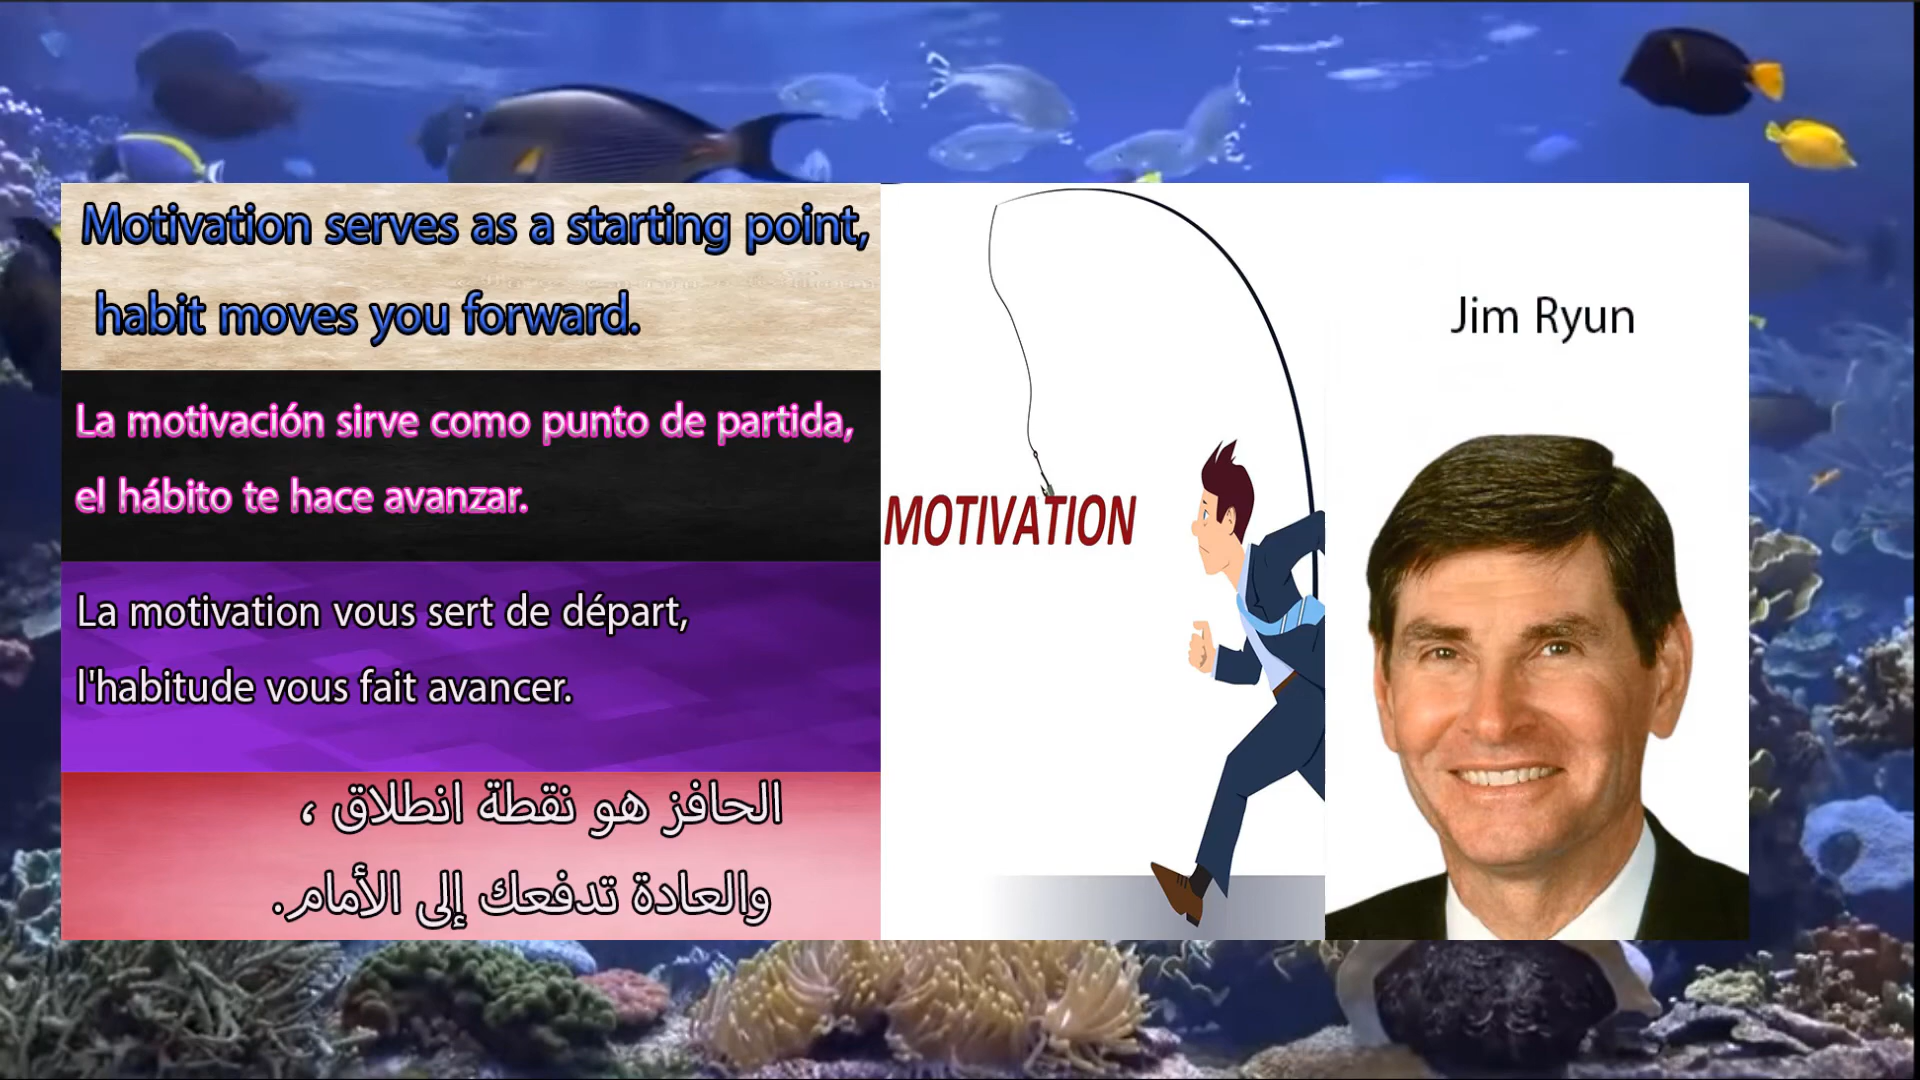 Motivation serves as a starting point,
habit moves you forward.
La motivación sirve como punto de partida,
el hábito te hace avanzar.
La motivation vous sert de départ,
l'habitude vous fait avancer.
الحافز هو نقطة انطلاق ،
والعادة تدفعك إلى الأمام.
MOTIVATION
Jim Ryun